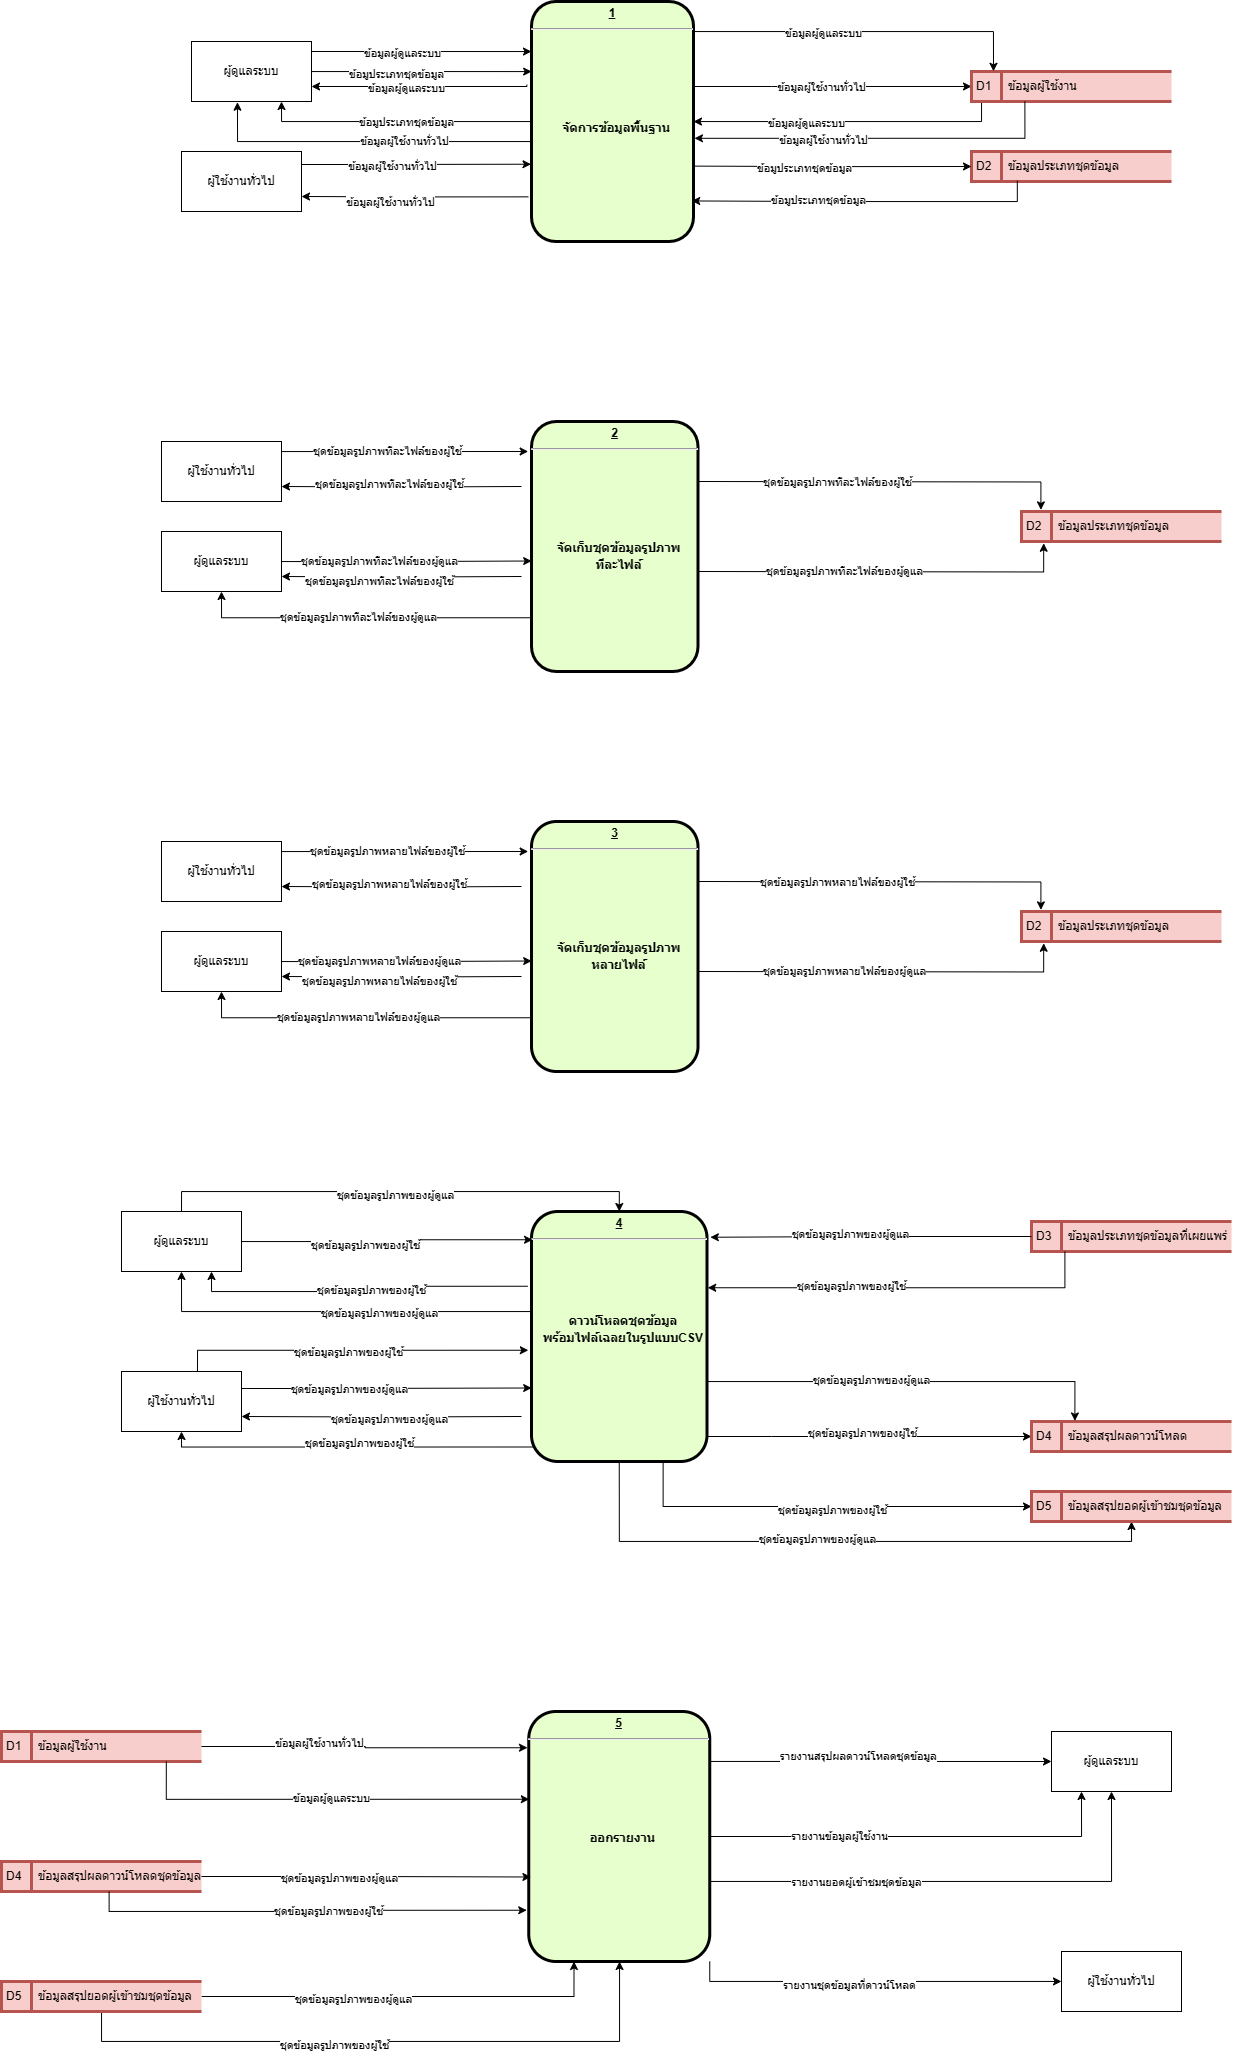 1
ข้อมูลผู้ดูแลระบบ
ข้อมูลผู้ดูแลระบบ
ผู้ดูแลระบบ
ข้อมูประเภทชุดข้อมูล
ข้อมูลผู้ดูแลระบบ
ข้อมูลผู้ใช้งานทั่วไป
D1
ข้อมูลผู้ใช้งาน
ข้อมูประเภทชุดข้อมูล
จัดการข้อมูลพื้นฐาน
ข้อมูลผู้ดูแลระบบ
ข้อมูลผู้ใช้งานทั่วไป
ข้อมูลผู้ใช้งานทั่วไป
ข้อมูลผู้ใช้งานทั่วไป
ข้อมูประเภทชุดข้อมูล
D2
ข้อมูลประเภทชุดข้อมูล
ผู้ใช้งานทั่วไป
ข้อมูลผู้ใช้งานทั่วไป
ข้อมูประเภทชุดข้อมูล
2
ชุดข้อมูลรูปภาพทีละไฟล์ของผู้ใช้
ผู้ใช้งานทั่วไป
ชุดข้อมูลรูปภาพทีละไฟล์ของผู้ใช้
ชุดข้อมูลรูปภาพทีละไฟล์ของผู้ใช้
D2
ข้อมูลประเภทชุดข้อมูล
จัดเก็บชุดข้อมูลรูปภาพ
ทีละไฟล์
ผู้ดูแลระบบ
ชุดข้อมูลรูปภาพทีละไฟล์ของผู้ดูแล
ชุดข้อมูลรูปภาพทีละไฟล์ของผู้ใช้
ชุดข้อมูลรูปภาพทีละไฟล์ของผู้ดูแล
ชุดข้อมูลรูปภาพทีละไฟล์ของผู้ดูแล
3
ชุดข้อมูลรูปภาพหลายไฟล์ของผู้ใช้
ผู้ใช้งานทั่วไป
ชุดข้อมูลรูปภาพหลายไฟล์ของผู้ใช้
ชุดข้อมูลรูปภาพหลายไฟล์ของผู้ใช้
D2
ข้อมูลประเภทชุดข้อมูล
จัดเก็บชุดข้อมูลรูปภาพ
หลายไฟล์
ผู้ดูแลระบบ
ชุดข้อมูลรูปภาพหลายไฟล์ของผู้ดูแล
ชุดข้อมูลรูปภาพหลายไฟล์ของผู้ใช้
ชุดข้อมูลรูปภาพหลายไฟล์ของผู้ดูแล
ชุดข้อมูลรูปภาพหลายไฟล์ของผู้ดูแล
ชุดข้อมูลรูปภาพของผู้ดูแล
4
ผู้ดูแลระบบ
ชุดข้อมูลรูปภาพของผู้ใช้
ชุดข้อมูลรูปภาพของผู้ดูแล
D3
ข้อมูลประเภทชุดข้อมูลที่เผยแพร่
ชุดข้อมูลรูปภาพของผู้ใช้
ชุดข้อมูลรูปภาพของผู้ใช้
ชุดข้อมูลรูปภาพของผู้ดูแล
ดาวน์โหลดชุดข้อมูล
พร้อมไฟล์เฉลยในรูปแบบCSV
ชุดข้อมูลรูปภาพของผู้ใช้
ชุดข้อมูลรูปภาพของผู้ดูแล
ชุดข้อมูลรูปภาพของผู้ดูแล
ผู้ใช้งานทั่วไป
ชุดข้อมูลรูปภาพของผู้ดูแล
ชุดข้อมูลรูปภาพของผู้ใช้
ชุดข้อมูลรูปภาพของผู้ใช้
D4
ข้อมูลสรุปผลดาวน์โหลด
ชุดข้อมูลรูปภาพของผู้ใช้
D5
ข้อมูลสรุปยอดผู้เข้าชมชุดข้อมูล
ชุดข้อมูลรูปภาพของผู้ดูแล
5
D1
ข้อมูลผู้ใช้งาน
ข้อมูลผู้ใช้งานทั่วไป
ข้อมูลผู้ดูแลระบบ
รายงานสรุปผลดาวน์โหลดชุดข้อมูล
ผู้ดูแลระบบ
ออกรายงาน
รายงานข้อมูลผู้ใช้งาน
รายงานยอดผู้เข้าชมชุดข้อมูล
D4
ข้อมูลสรุปผลดาวน์โหลดชุดข้อมูล
ชุดข้อมูลรูปภาพของผู้ดูแล
ชุดข้อมูลรูปภาพของผู้ใช้
รายงานชุดข้อมูลที่ดาวน์โหลด
ผู้ใช้งานทั่วไป
D5
ข้อมูลสรุปยอดผู้เข้าชมชุดข้อมูล
ชุดข้อมูลรูปภาพของผู้ดูแล
ชุดข้อมูลรูปภาพของผู้ใช้